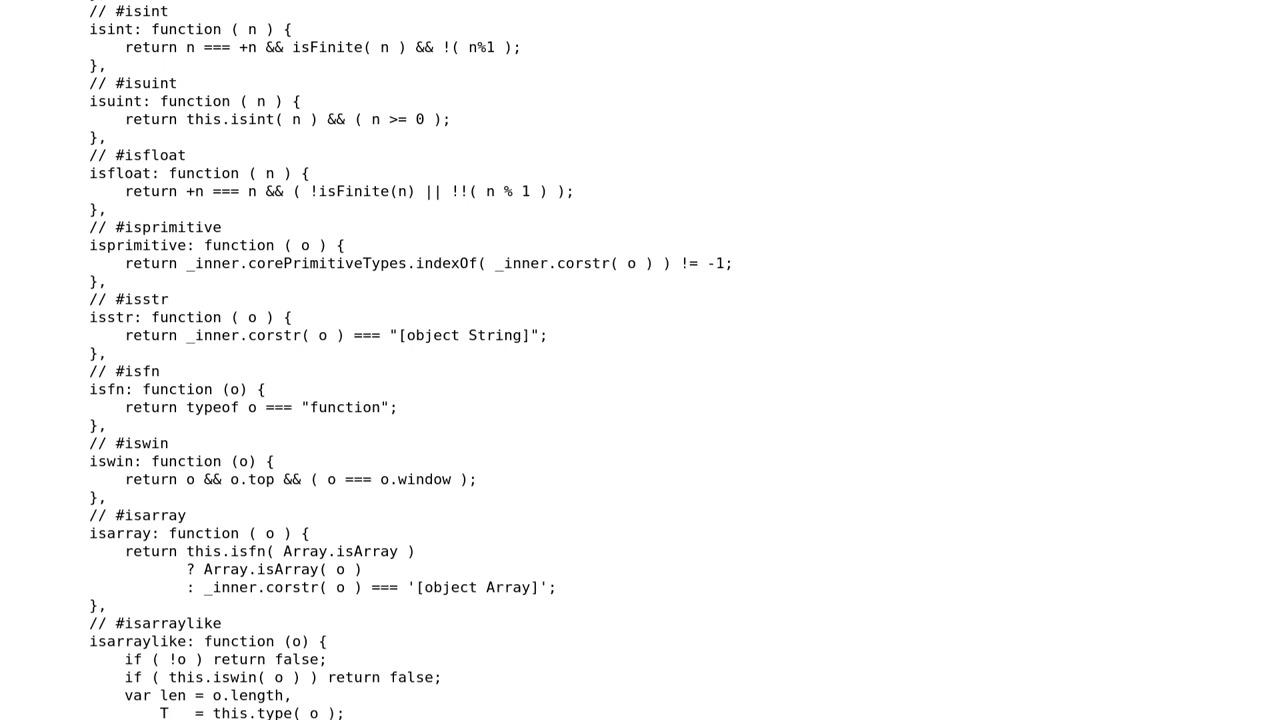 // #isint
isint: function ( n ) {
    return n === +n && isFinite( n ) && !( n%1 );
},
// #isuint
isuint: function ( n ) {
    return this.isint( n ) && ( n >= 0 );
},
// #isfloat
isfloat: function ( n ) {
    return +n === n && ( !isFinite(n) || !!( n % 1 ) );
},
// #isprimitive
isprimitive: function ( o ) {
    return _inner.corePrimitiveTypes.indexOf( _inner.corstr( o ) ) != -1;
},
// #isstr
isstr: function ( o ) {
    return _inner.corstr( o ) === "[object String]";
},
// #isfn
isfn: function (o) {
    return typeof o === "function";
},
// #iswin
iswin: function (o) {
    return o && o.top && ( o === o.window );
},
// #isarray
isarray: function ( o ) {
    return this.isfn( Array.isArray )
           ? Array.isArray( o )
           : _inner.corstr( o ) === '[object Array]';
},
// #isarraylike
isarraylike: function (o) {
    if ( !o ) return false;
    if ( this.iswin( o ) ) return false;
    var len = o.length,
        T   = this.type( o );